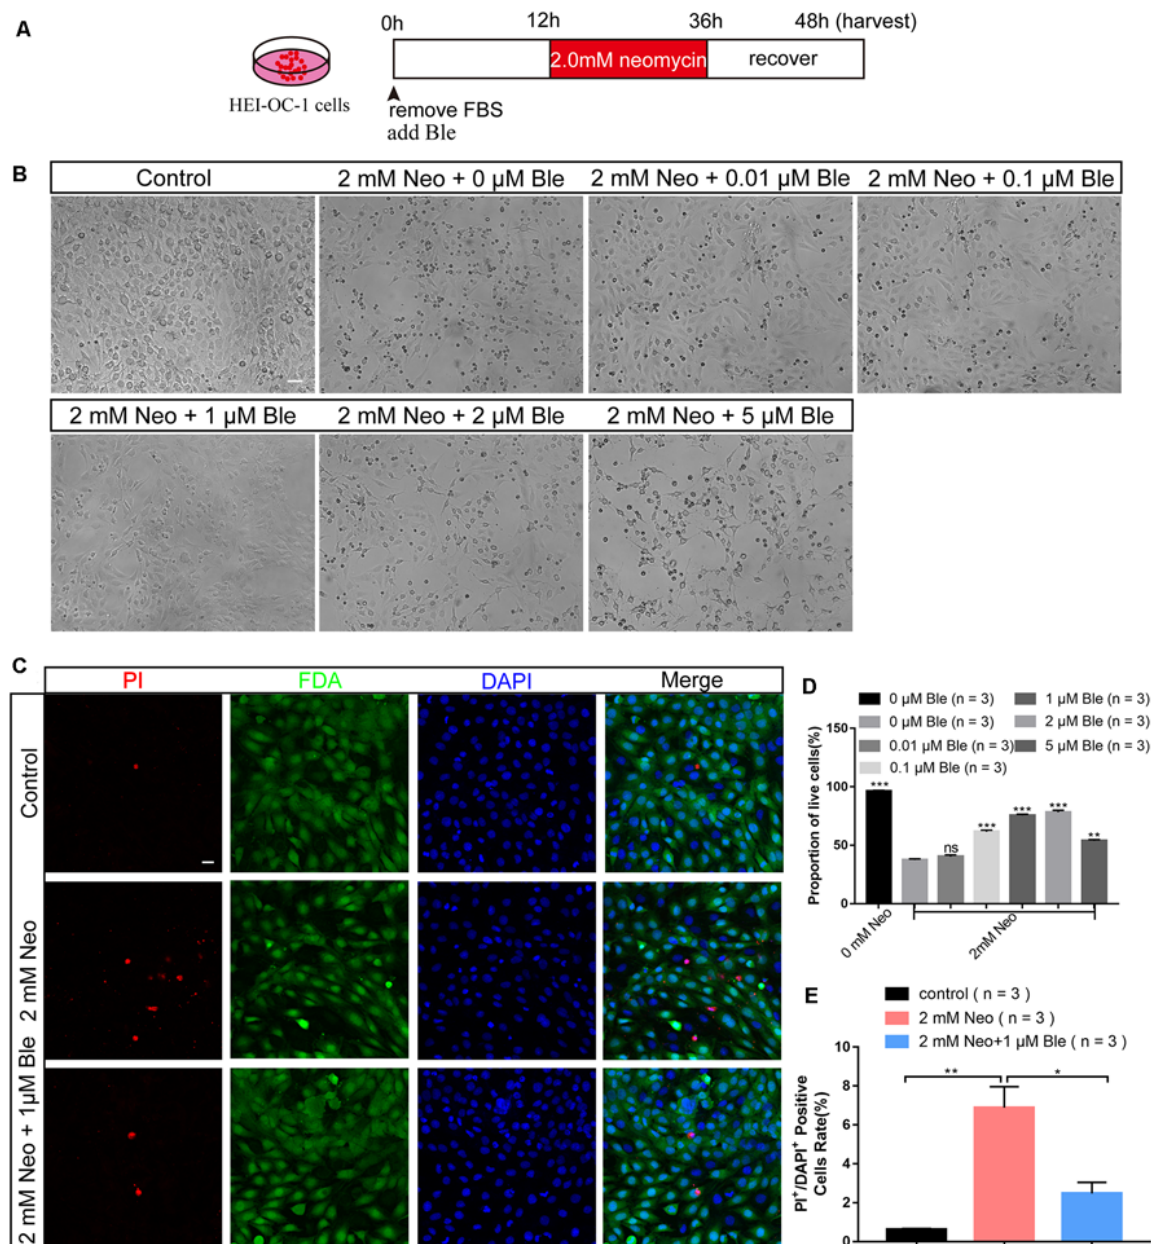 A
0h
12h
36h
48h (harvest)
2.0mM neomycin
recover
HEI-OC-1 cells
remove FBS
add Ble
B
Control
2 mM Neo + 0 µM Ble
2 mM Neo + 0.01 µM Ble
2 mM Neo + 0.1 µM Ble
2 mM Neo + 1 µM Ble
2 mM Neo + 2 µM Ble
2 mM Neo + 5 µM Ble
C
PI
FDA
DAPI
Merge
Control
2 mM Neo
2 mM Neo + 1µM Ble
D
0 µM Ble (n = 3)
1 µM Ble (n = 3)
0 µM Ble (n = 3)
2 µM Ble (n = 3)
0.01 µM Ble (n = 3)
5 µM Ble (n = 3)
0.1 µM Ble (n = 3)
Proportion of live cells(%)
150
100
50
0
***
ns
***
***
***
**
0 mM Neo
2mM Neo
E
control ( n = 3 )
2 mM Neo ( n = 3 )
2 mM Neo+1 µM Ble ( n = 3 )
PI⁺/DAPI⁺ Positive
Cells Rate(%)
10
8
6
4
2
0
**
*